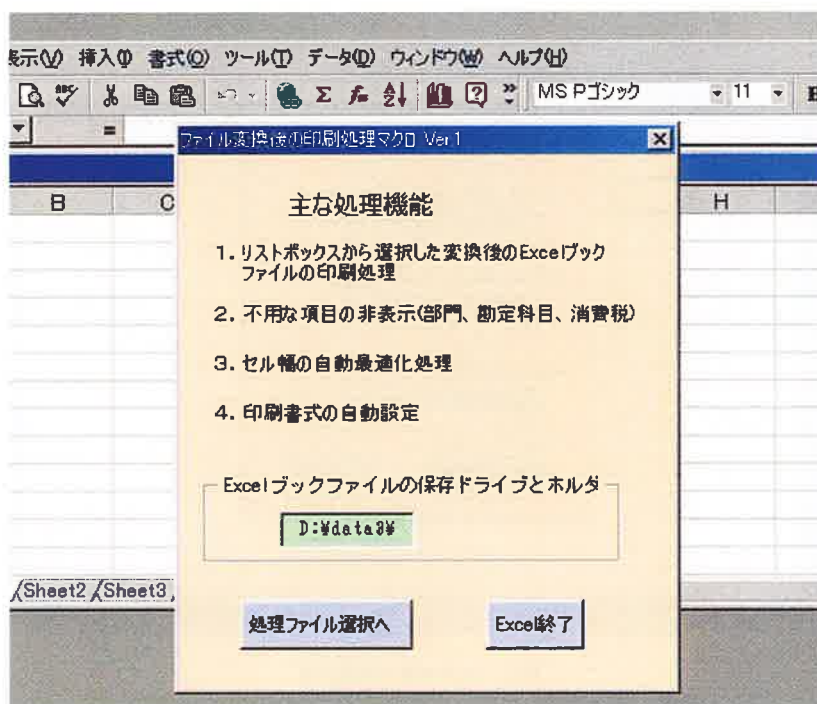 表示(V) 挿入(I) 書式(O) ツール(T) データ(D) ウィンドウ(W) ヘルプ(H)
MS Pゴシック 11 B
=
ファイル変換後の印刷処理マクロ Ver.1
B C H
主な処理機能
1. リストボックスから選択した変換後のExcelブック
ファイルの印刷処理
2. 不用な項目の非表示(部門、勘定科目、消費税)
3. セル幅の自動最適化処理
4. 印刷書式の自動設定
Excelブックファイルの保存ドライブとホルダ
D:¥data3¥
Sheet2 Sheet3
処理ファイル選択へ Excel終了